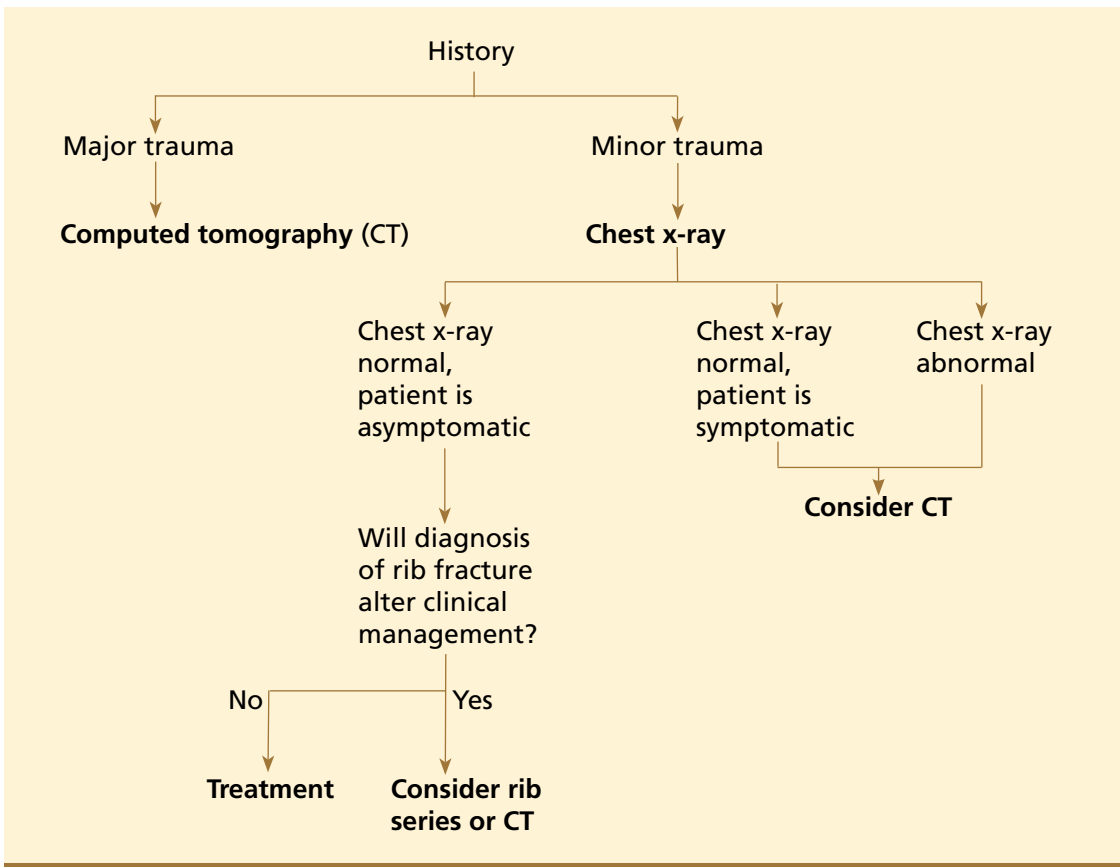 History
Major trauma
Minor trauma
Computed tomography (CT)
Chest x-ray
Chest x-ray
normal,
patient is
asymptomatic
Chest x-ray
normal,
patient is
symptomatic
Chest x-ray
abnormal
Consider CT
Will diagnosis
of rib fracture
alter clinical
management?
No
Yes
Treatment
Consider rib
series or CT